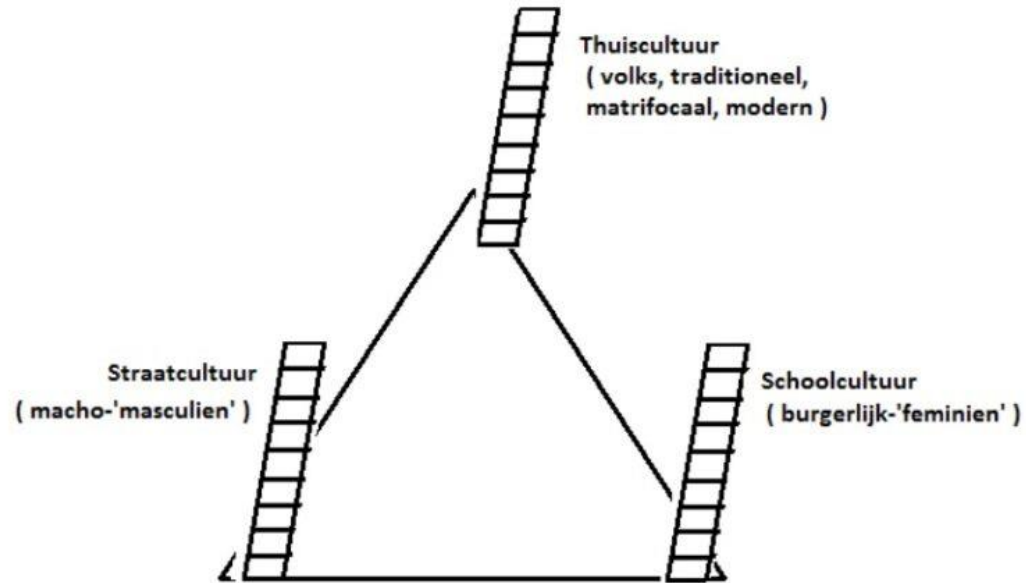 Thuiscultuur
( volks, traditioneel,
matrifocaal, modern )
Straatcultuur
( macho-'masculien' )
Schoolcultuur
( burgerlijk-'feminien' )